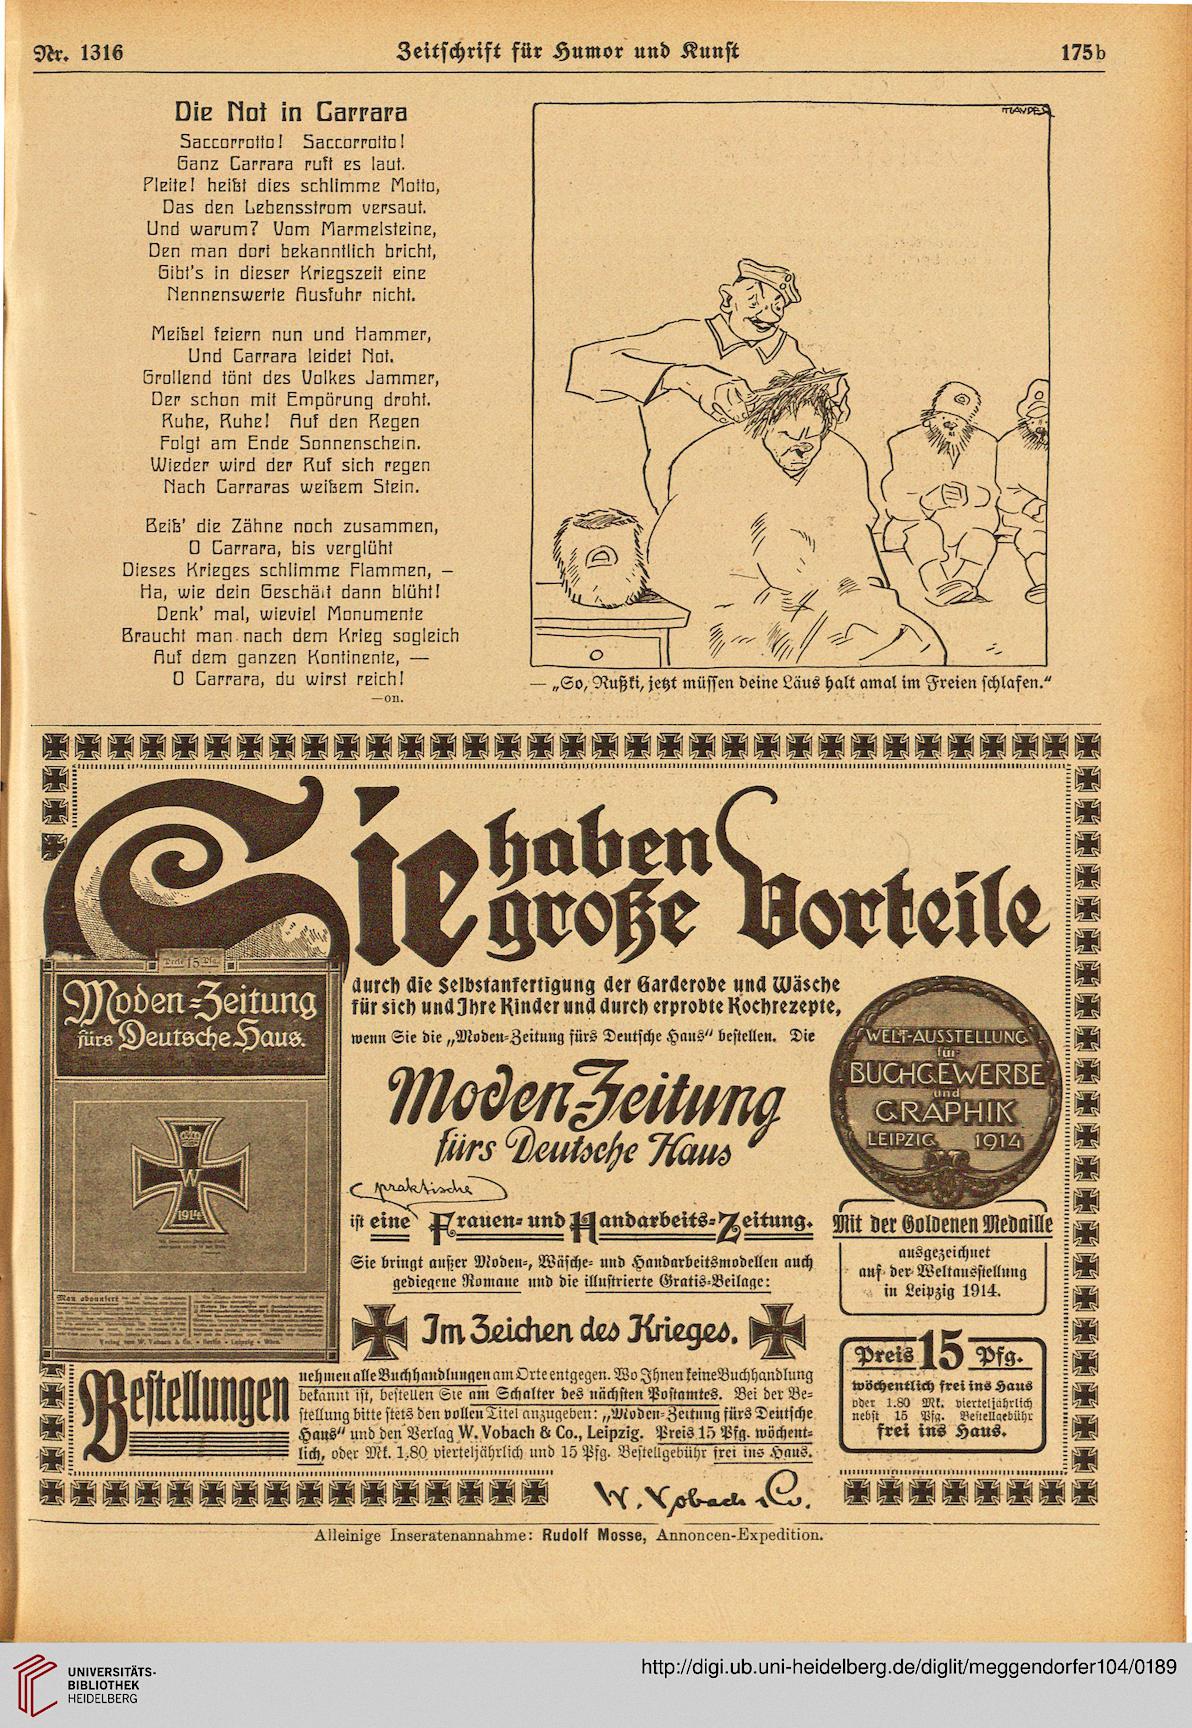 Nr. 1316
Zeitschrift für Humor und Kunst
175b
Die Not in Carrara
Saccorrotto! Saccorrotto!
Ganz Carrara ruft es laut.
Pleite! heißt dies schlimme Motto,
Das den Lebensstrom versaut.
Und warum? Vom Marmelsteine,
Den man dort bekanntlich bricht,
Gibt's in dieser Kriegszeit eine
Nennenswerte Ausfuhr nicht.
Meißel feiern nun und Hammer,
Und Carrara leidet Not.
Grollend tönt des Volkes Jammer,
Der schon mit Empörung droht.
Ruhe, Ruhe! Auf den Regen
Folgt am Ende Sonnenschein.
Wieder wird der Ruf sich regen
Nach Carraras weißem Stein.
Beiß' die Zähne noch zusammen,
O Carrara, bis verglüht
Dieses Krieges schlimme Flammen, —
Ha, wie dein Geschäft dann blüht!
Denk' mal, wieviel Monumente
Braucht man nach dem Krieg sogleich
Auf dem ganzen Kontinente, —
O Carrara, du wirst reich!
—on.
— „So, Rußki, jetzt müssen deine Läus halt amal im Freien schlafen.“
Sie haben große Vorteile
durch die Selbstanfertigung der Garderobe und Wäsche
für sich und Ihre Kinder und durch erprobte Kochrezepte,
wenn Sie die „Moden-Zeitung fürs Deutsche Haus“ bestellen. Die
Preis 15 Pfg.
Moden-Zeitung
fürs Deutsche Haus.
W
1914
Man abonniert
Verlag von W. Vobach & Co. • Berlin • Leipzig • Wien.
Moden-Zeitung
fürs Deutsche Haus
praktische
ist eine Frauen- und Handarbeits-Zeitung.
Sie bringt außer Moden-, Wäsche- und Handarbeitsmodellen auch
gediegene Romane und die illustrierte Gratis-Beilage:
Im Zeichen des Krieges.
WELT-AUSSTELLUNG
für
BUCHGEWERBE
und
GRAPHIK
LEIPZIG 1914
Mit der Goldenen Medaille
ausgezeichnet
auf der Weltausstellung
in Leipzig 1914.
Preis 15 Pfg.
wöchentlich frei ins Haus
oder 1.80 Mk. vierteljährlich
nebst 15 Pfg. Bestellgebühr
frei ins Haus.
Bestellungen nehmen alle Buchhandlungen am Orte entgegen. Wo Ihnen keine Buchhandlung
bekannt ist, bestellen Sie am Schalter des nächsten Postamtes. Bei der Be-
stellung bitte stets den vollen Titel anzugeben: „Moden-Zeitung fürs Deutsche
Haus“ und den Verlag W. Vobach & Co., Leipzig. Preis 15 Pfg. wöchent-
lich, oder Mk. 1,80 vierteljährlich und 15 Pfg. Bestellgebühr frei ins Haus.
W. Vobach & Co.
Alleinige Inseratenannahme: Rudolf Mosse, Annoncen-Expedition.
UNIVERSITÄTS-
BIBLIOTHEK
HEIDELBERG
http://digi.ub.uni-heidelberg.de/diglit/meggendorfer104/0189